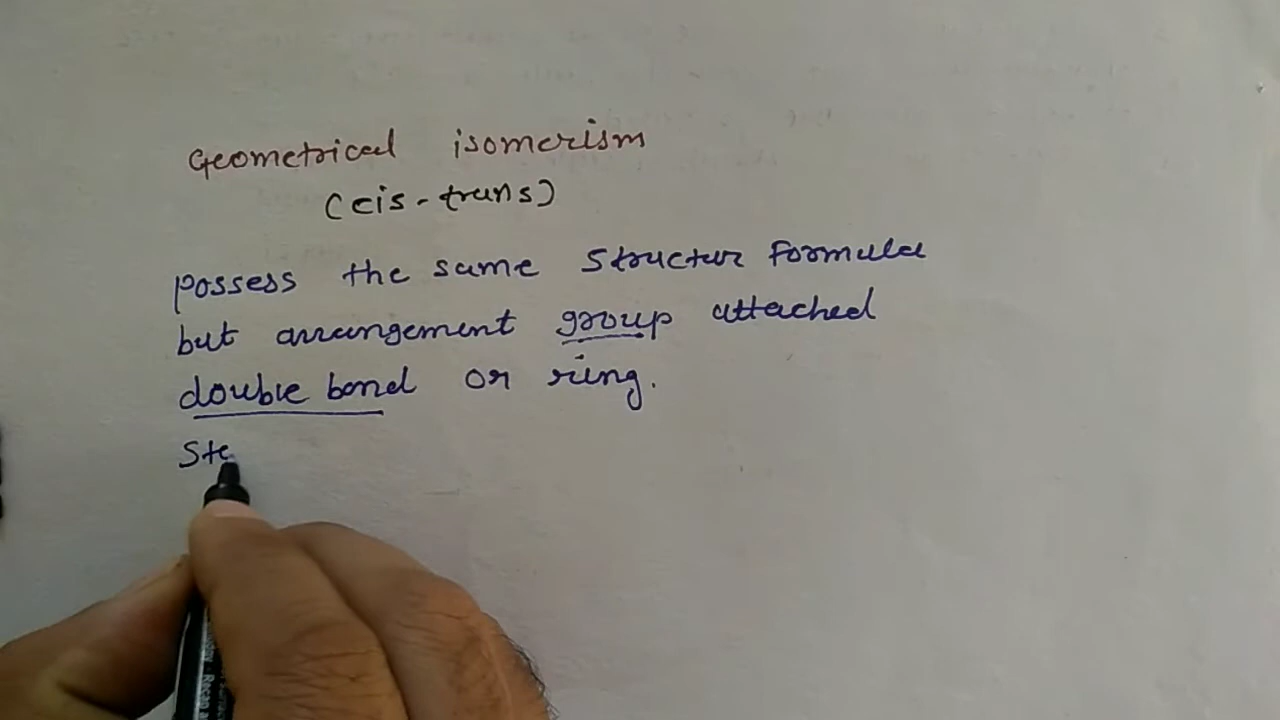 Geometrical isomerism
(cis-trans)
possess the same structur formula
but arrangement group attached
double bond or ring.
Ste